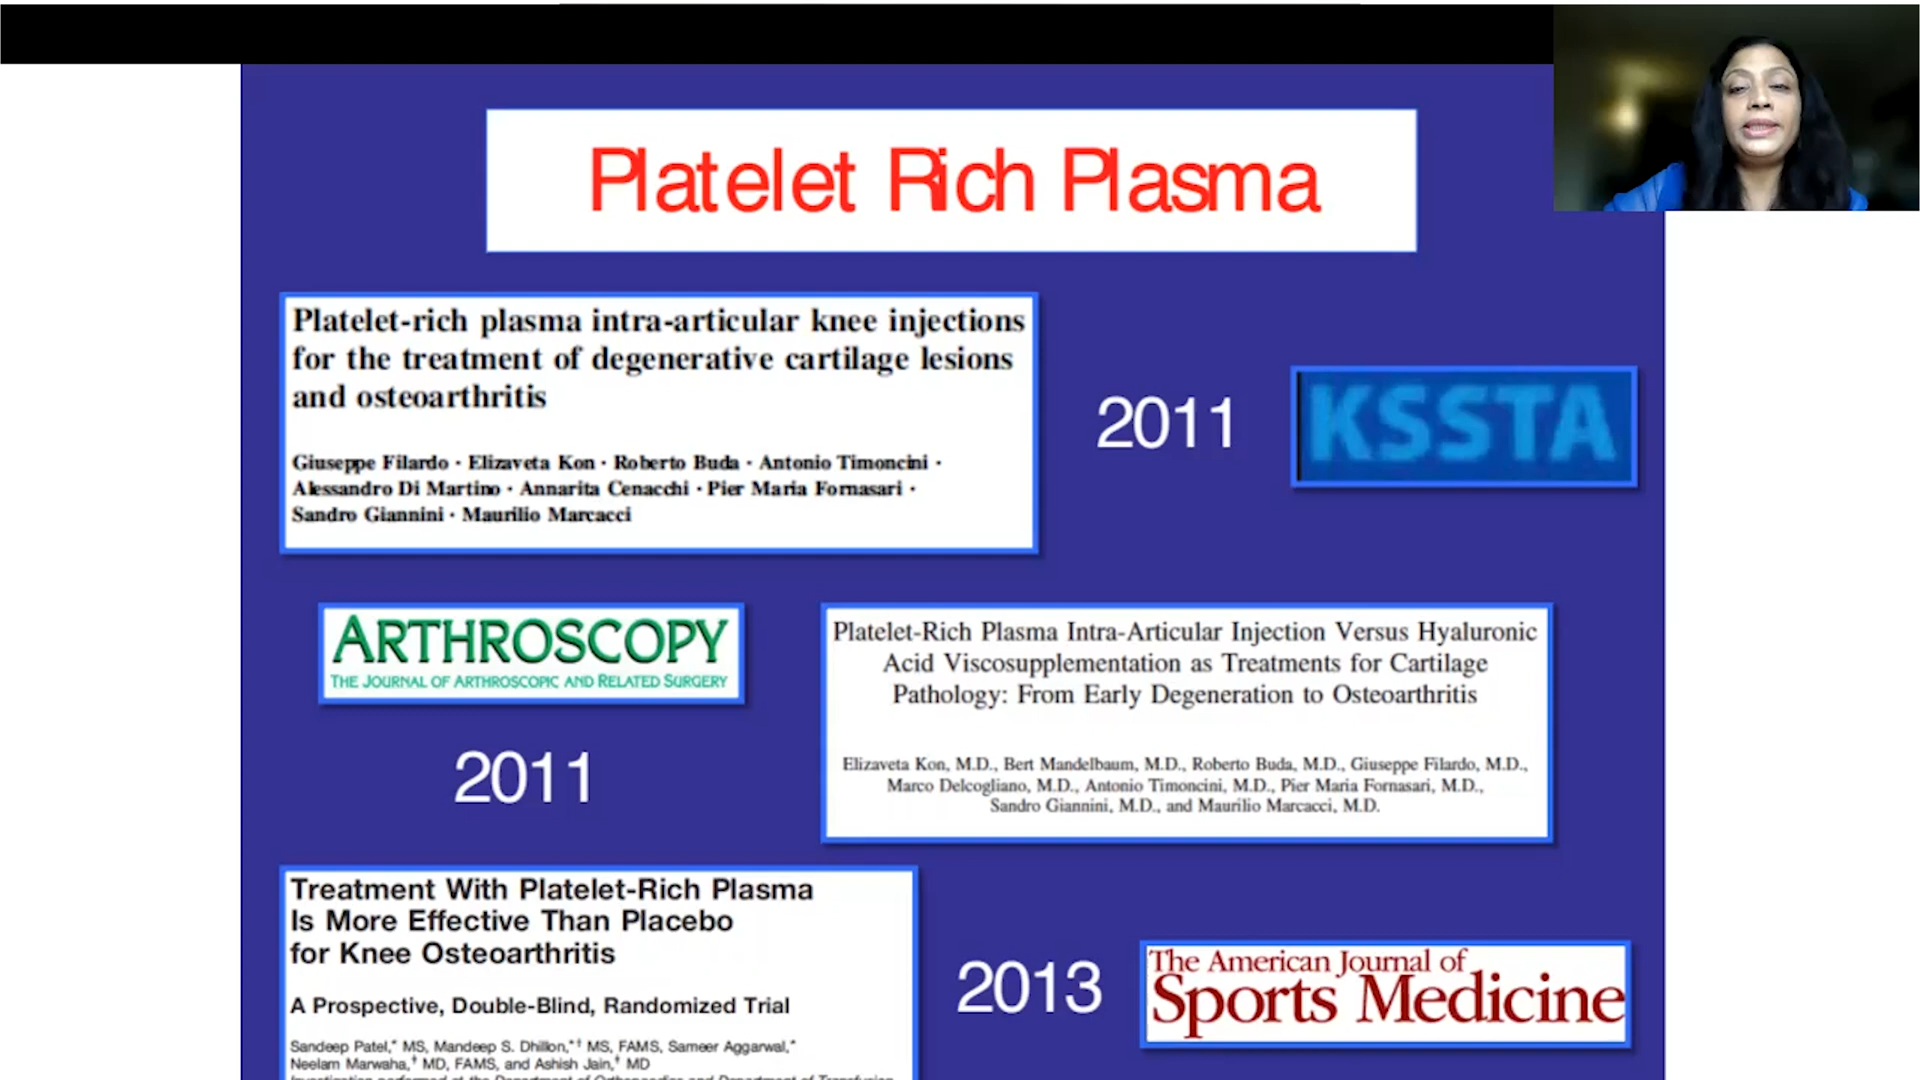 Platelet Rich Plasma
Platelet-rich plasma intra-articular knee injections
for the treatment of degenerative cartilage lesions
and osteoarthritis
Giuseppe Filardo · Elizaveta Kon · Roberto Buda · Antonio Timoncini ·
Alessandro Di Martino · Annarita Cenacchi · Pier Maria Fornasari ·
Sandro Giannini · Maurilio Marcacci
2011
KSSTA
ARTHROSCOPY
THE JOURNAL OF ARTHROSCOPIC AND RELATED SURGERY
2011
Platelet-Rich Plasma Intra-Articular Injection Versus Hyaluronic
Acid Viscosupplementation as Treatments for Cartilage
Pathology: From Early Degeneration to Osteoarthritis
Elizaveta Kon, M.D., Bert Mandelbaum, M.D., Roberto Buda, M.D., Giuseppe Filardo, M.D.,
Marco Delcogliano, M.D., Antonio Timoncini, M.D., Pier Maria Fornasari, M.D.,
Sandro Giannini, M.D., and Maurilio Marcacci, M.D.
Treatment With Platelet-Rich Plasma
Is More Effective Than Placebo
for Knee Osteoarthritis
A Prospective, Double-Blind, Randomized Trial
Sandeep Patel,* MS, Mandeep S. Dhillon,*† MS, FAMS, Sameer Aggarwal,*
Neelam Marwaha,† MD, FAMS, and Ashish Jain,† MD
2013
The American Journal of
Sports Medicine